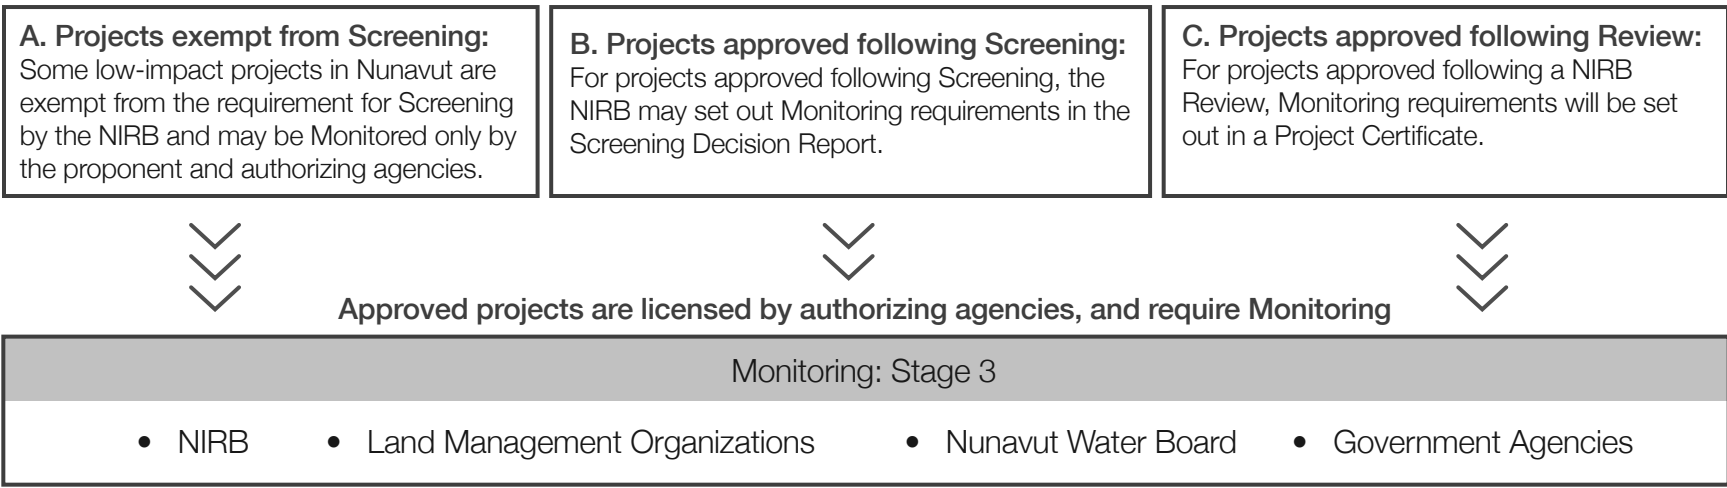 A. Projects exempt from Screening:
Some low-impact projects in Nunavut are
exempt from the requirement for Screening
by the NIRB and may be Monitored only by
the proponent and authorizing agencies.
B. Projects approved following Screening:
For projects approved following Screening, the
NIRB may set out Monitoring requirements in the
Screening Decision Report.
C. Projects approved following Review:
For projects approved following a NIRB
Review, Monitoring requirements will be set
out in a Project Certificate.
Approved projects are licensed by authorizing agencies, and require Monitoring
Monitoring: Stage 3
• NIRB • Land Management Organizations • Nunavut Water Board • Government Agencies